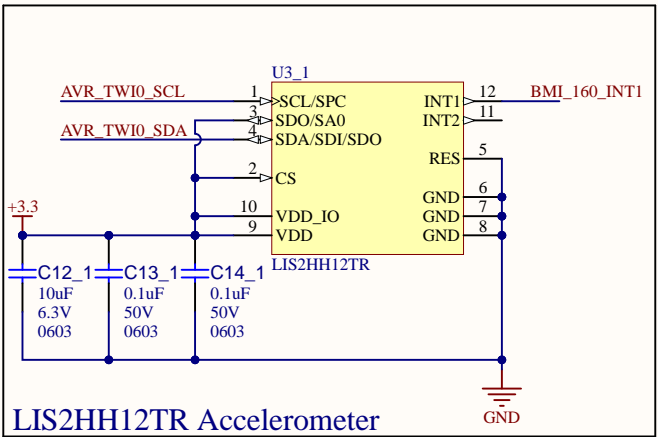 U3_1
AVR_TWI0_SCL 1 SCL/SPC INT1 12 BMI_160_INT1
3 SDO/SA0 INT2 11
AVR_TWI0_SDA 4 SDA/SDI/SDO
RES 5
2 CS
GND 6
+3.3 10 VDD_IO GND 7
9 VDD GND 8
LIS2HH12TR
C12_1 C13_1 C14_1
10uF 0.1uF 0.1uF
6.3V 50V 50V
0603 0603 0603
LIS2HH12TR Accelerometer GND